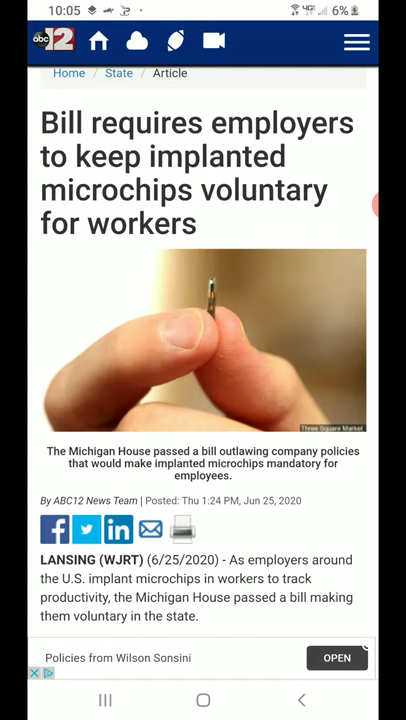 10:05
4G
6%
abc 12
Home / State / Article
Bill requires employers
to keep implanted
microchips voluntary
for workers
Three Square Market
The Michigan House passed a bill outlawing company policies
that would make implanted microchips mandatory for
employees.
By ABC12 News Team | Posted: Thu 1:24 PM, Jun 25, 2020
LANSING (WJRT) (6/25/2020) - As employers around
the U.S. implant microchips in workers to track
productivity, the Michigan House passed a bill making
them voluntary in the state.
Policies from Wilson Sonsini
OPEN